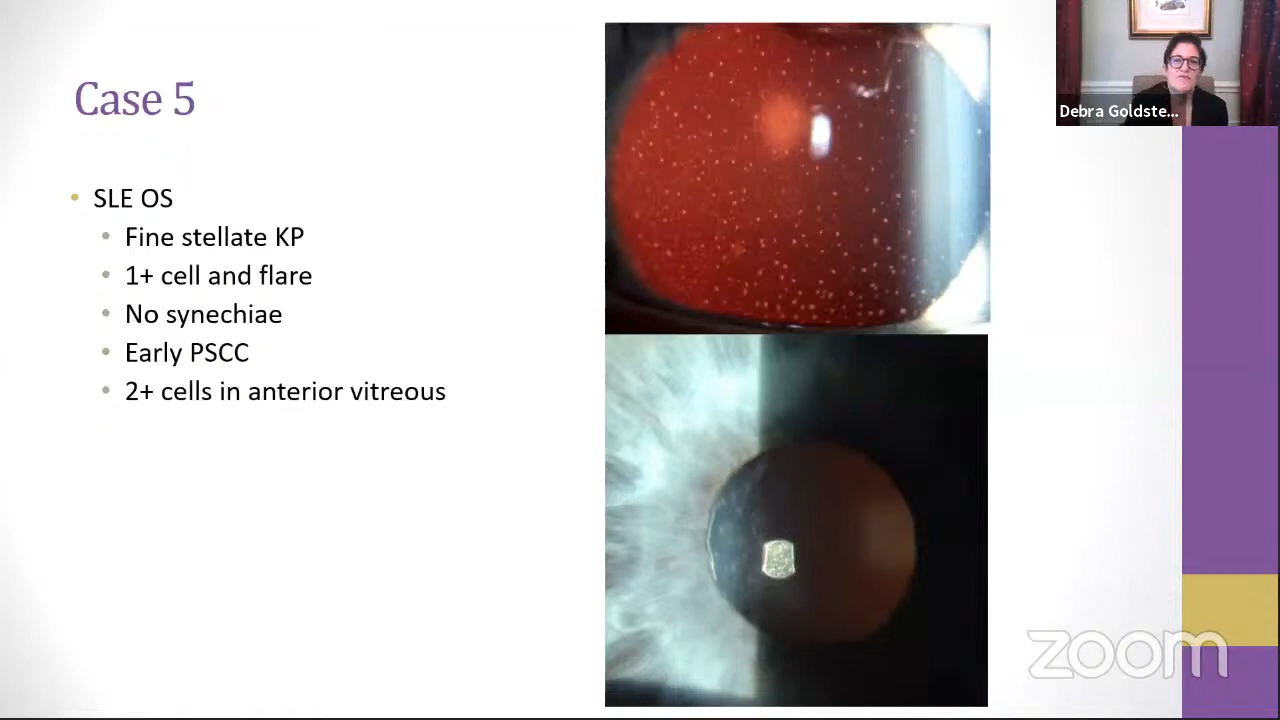 Case 5
SLE OS
Fine stellate KP
1+ cell and flare
No synechiae
Early PSCC
2+ cells in anterior vitreous
Debra Goldste...
zoom